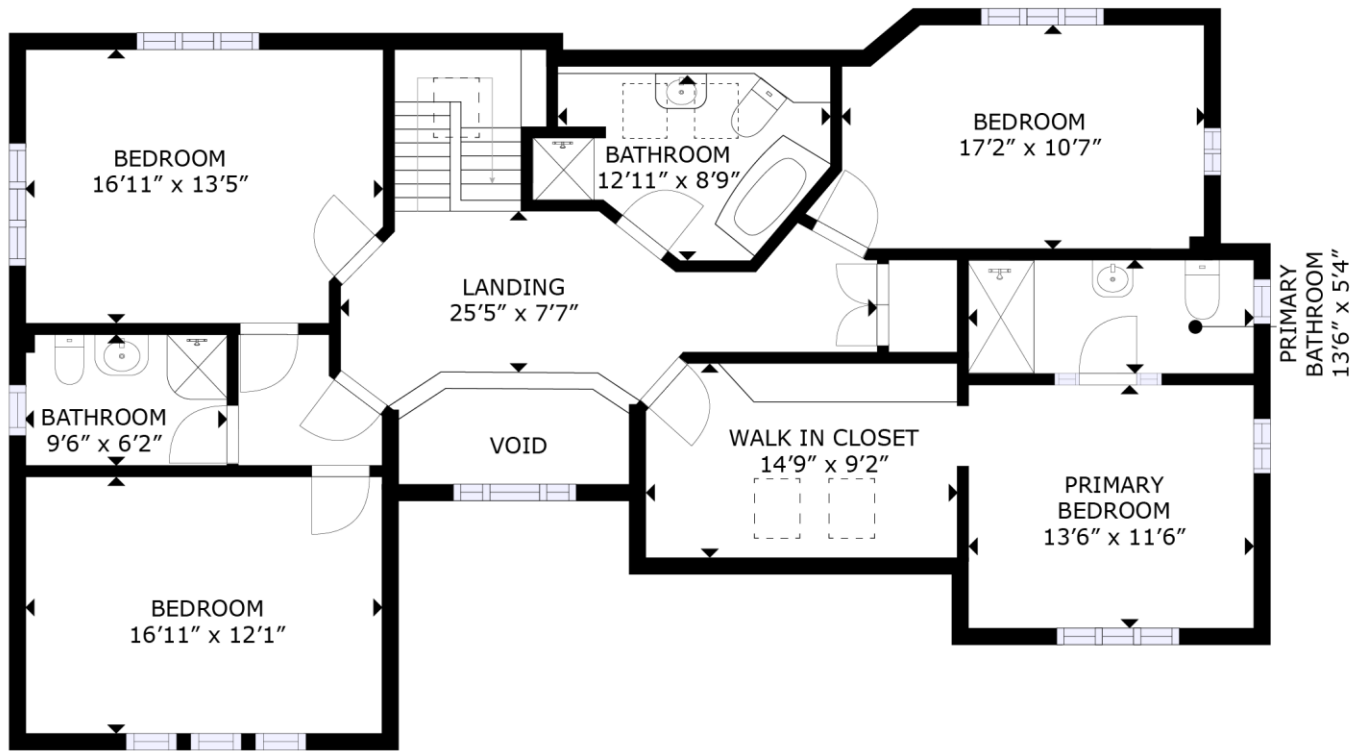 BEDROOM
16’11” x 13’5”
BATHROOM
12’11” x 8’9”
BEDROOM
17’2” x 10’7”
LANDING
25’5” x 7’7”
PRIMARY
BATHROOM
13’6” x 5’4”
BATHROOM
9’6” x 6’2”
VOID
WALK IN CLOSET
14’9” x 9’2”
PRIMARY
BEDROOM
13’6” x 11’6”
BEDROOM
16’11” x 12’1”